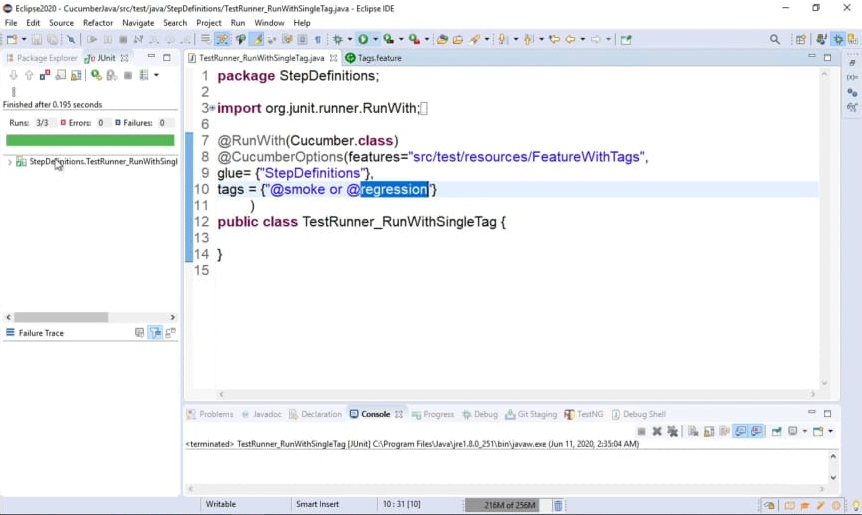 Eclipse2020 - CucumberJava/src/test/java/StepDefinitions/TestRunner_RunWithSingleTag.java - Eclipse IDE
File Edit Source Refactor Navigate Search Project Run Window Help
Package Explorer JUnit
Finished after 0.195 seconds
Runs: 3/3 Errors: 0 Failures: 0
StepDefinitions.TestRunner_RunWithSingl
Failure Trace
TestRunner_RunWithSingleTag.java Tags.feature
1 package StepDefinitions;
2
3 import org.junit.runner.RunWith;
6
7 @RunWith(Cucumber.class)
8 @CucumberOptions(features="src/test/resources/FeatureWithTags",
9 glue= {"StepDefinitions"},
10 tags = {"@smoke or @regression"}
11 )
12 public class TestRunner_RunWithSingleTag {
13
14 }
15
Problems Javadoc Declaration Console Progress Debug Git Staging TestNG Debug Shell
<terminated> TestRunner_RunWithSingleTag [JUnit] C:\Program Files\Java\jre1.8.0_251\bin\javaw.exe (Jun 11, 2020, 2:35:04 AM)
Writable Smart Insert 10 : 31 [10] 216M of 256M